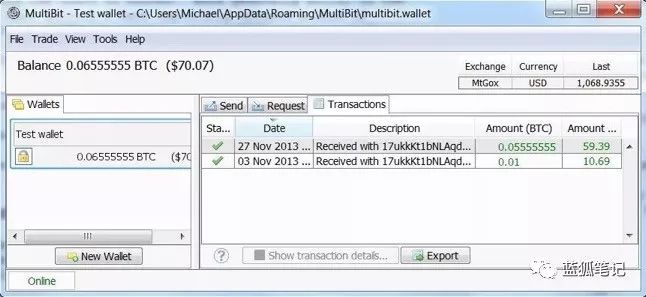 MultiBit - Test wallet - C:\Users\Michael\AppData\Roaming\MultiBit\multibit.wallet
File Trade View Tools Help
Balance 0.06555555 BTC ($70.07)
Exchange Currency Last
MtGox USD 1,068.9355
Wallets
Send Request Transactions
Test wallet
0.06555555 BTC ($70
Sta... Date Description Amount (BTC) Amount ...
27 Nov 2013 ... Received with 17ukkKt1bNLAqd... 0.05555555 59.39
03 Nov 2013 ... Received with 17ukkKt1bNLAqd... 0.01 10.69
New Wallet
? Show transaction details... Export
Online
蓝狐笔记